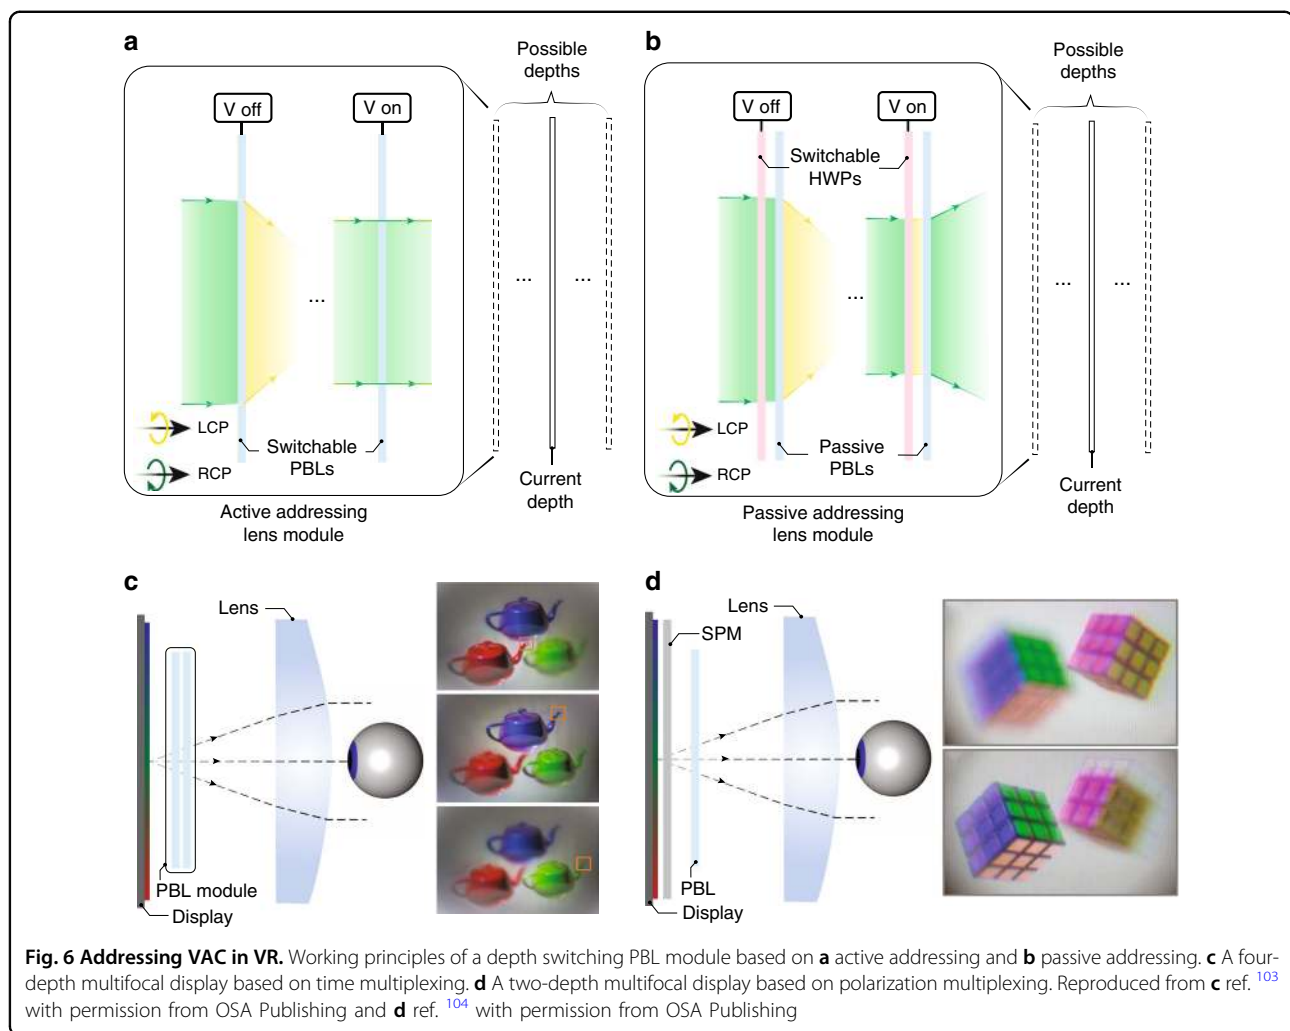 a
V off
V on
Possible
depths
...
...
...
LCP
RCP
Switchable
PBLs
Current
depth
Active addressing
lens module
b
V off
V on
Possible
depths
Switchable
HWPs
...
...
...
LCP
RCP
Passive
PBLs
Current
depth
Passive addressing
lens module
c
Lens
PBL module
Display
d
Lens
SPM
PBL
Display
Fig. 6 Addressing VAC in VR. Working principles of a depth switching PBL module based on a active addressing and b passive addressing. c A four-
depth multifocal display based on time multiplexing. d A two-depth multifocal display based on polarization multiplexing. Reproduced from c ref. 103
with permission from OSA Publishing and d ref. 104 with permission from OSA Publishing